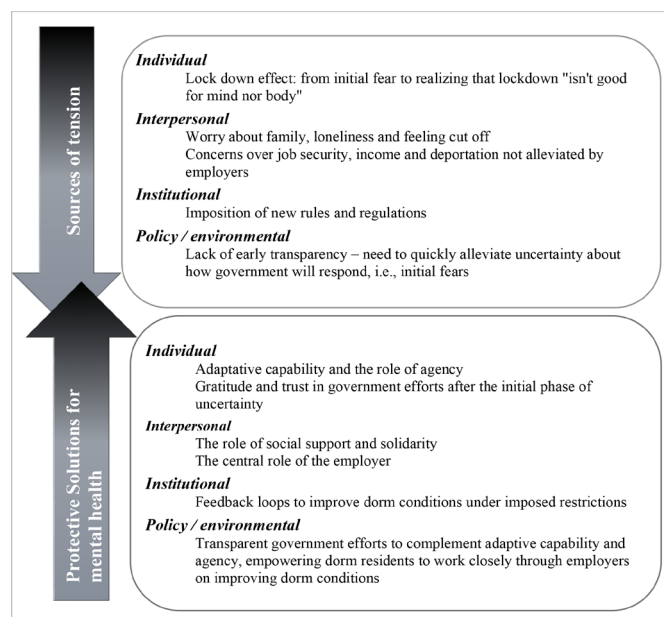 Sources of tension
Individual
Lock down effect: from initial fear to realizing that lockdown "isn't good
for mind nor body"
Interpersonal
Worry about family, loneliness and feeling cut off
Concerns over job security, income and deportation not alleviated by
employers
Institutional
Imposition of new rules and regulations
Policy / environmental
Lack of early transparency – need to quickly alleviate uncertainty about
how government will respond, i.e., initial fears
Protective Solutions for
mental health
Individual
Adaptative capability and the role of agency
Gratitude and trust in government efforts after the initial phase of
uncertainty
Interpersonal
The role of social support and solidarity
The central role of the employer
Institutional
Feedback loops to improve dorm conditions under imposed restrictions
Policy / environmental
Transparent government efforts to complement adaptive capability and
agency, empowering dorm residents to work closely through employers
on improving dorm conditions